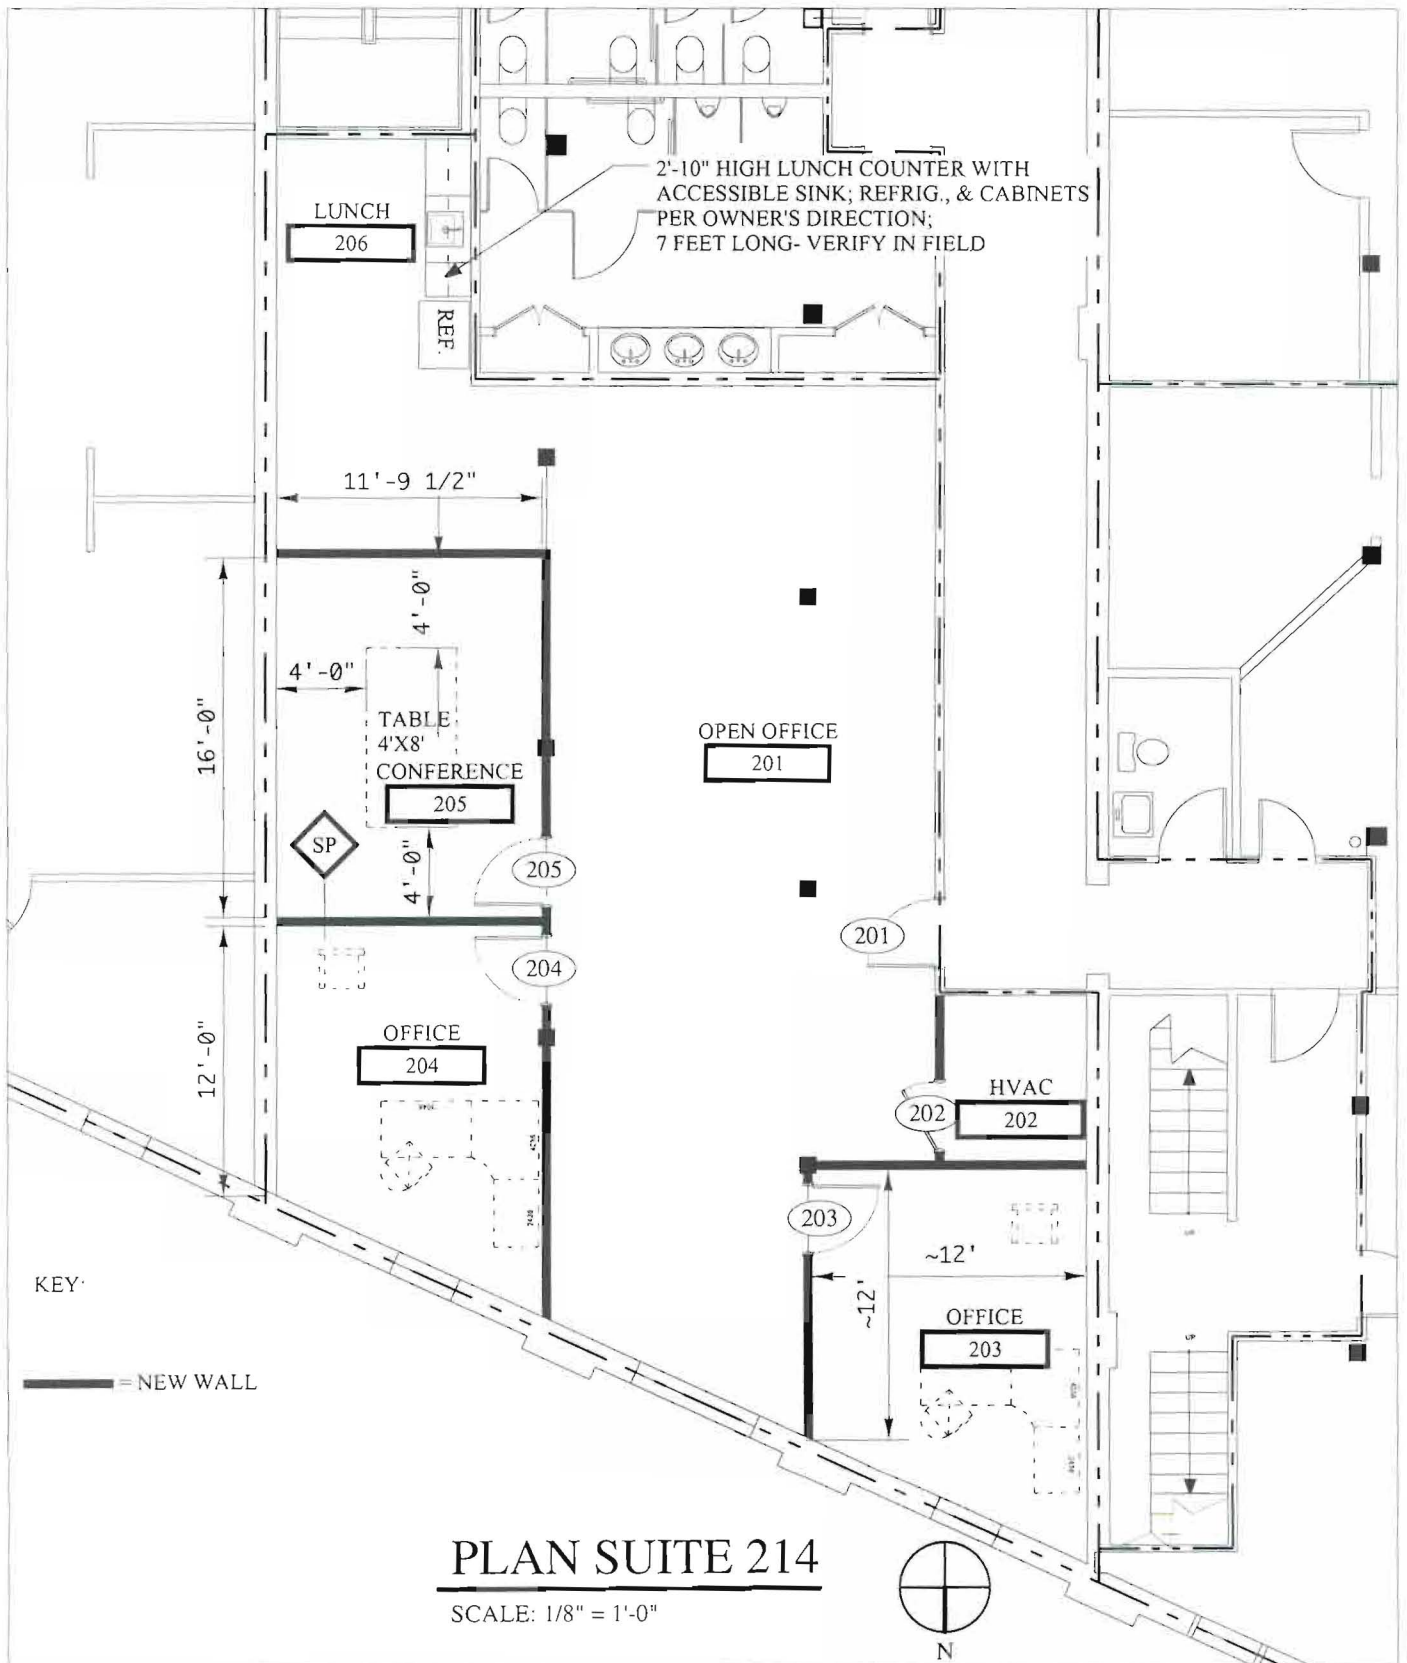 2'-10" HIGH LUNCH COUNTER WITH
ACCESSIBLE SINK; REFRIG., & CABINETS
PER OWNER'S DIRECTION;
7 FEET LONG- VERIFY IN FIELD
LUNCH
206
REF.
11'-9 1/2"
4'-0"
4'-0"
16'-0"
TABLE
4'X8'
CONFERENCE
205
OPEN OFFICE
201
SP
4'-0"
205
201
204
12'-0"
OFFICE
204
HVAC
202
202
203
~12'
~12'
OFFICE
203
UP
UP
KEY:
= NEW WALL
PLAN SUITE 214
SCALE: 1/8" = 1'-0"
N